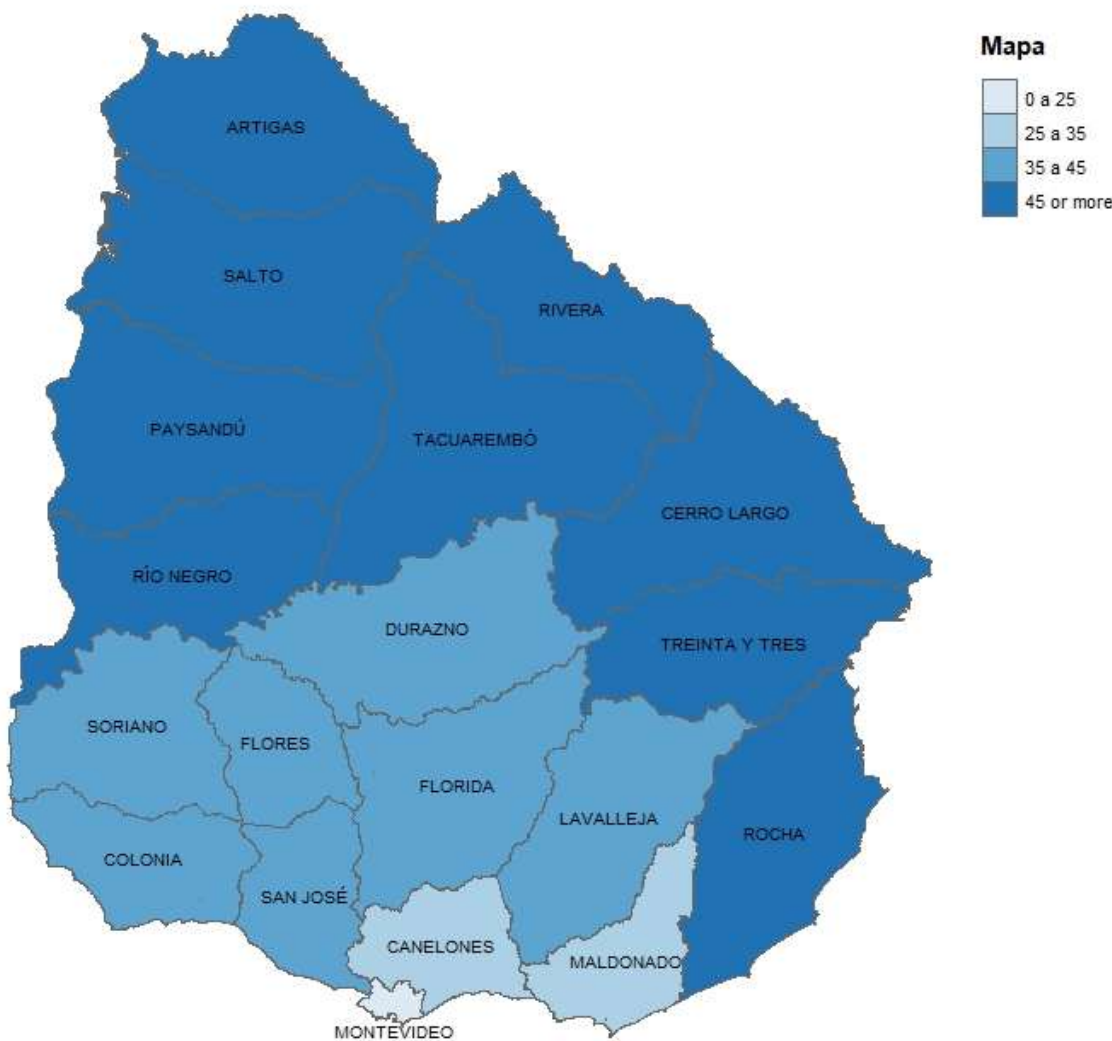 Mapa
0 a 25
25 a 35
35 a 45
45 or more
ARTIGAS
SALTO
RIVERA
PAYSANDÚ
TACUAREMBÓ
CERRO LARGO
RÍO NEGRO
DURAZNO
TREINTA Y TRES
SORIANO
FLORES
FLORIDA
LAVALLEJA
ROCHA
COLONIA
SAN JOSÉ
CANELONES
MALDONADO
MONTEVIDEO